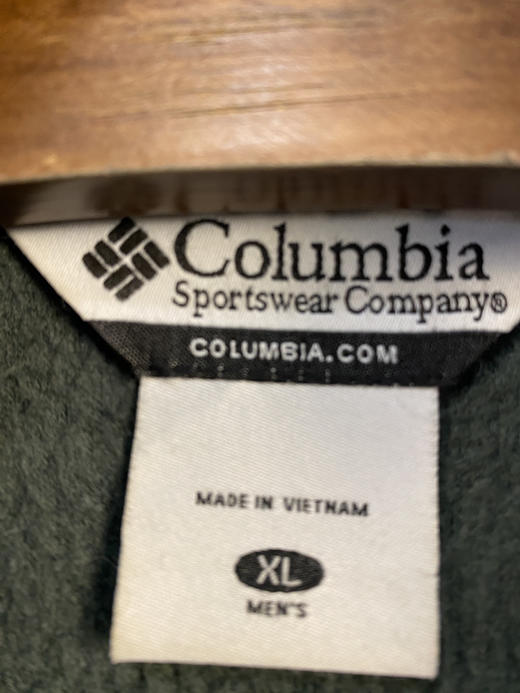 Columbia
Sportswear Company®
COLUMBIA.COM
MADE IN VIETNAM
XL
MEN'S